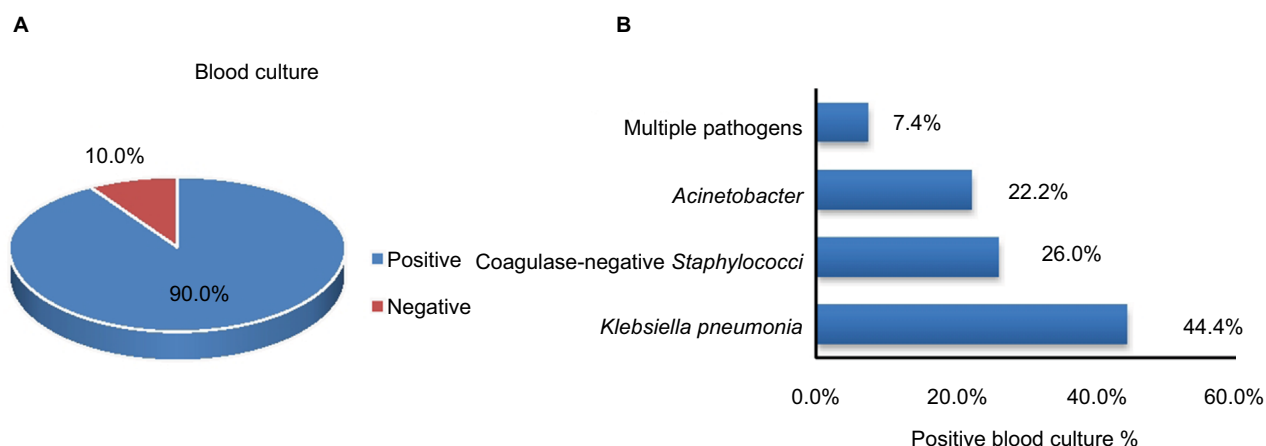 A
Blood culture
10.0%
90.0%
Positive
Negative
B
Multiple pathogens
7.4%
Acinetobacter
22.2%
Coagulase-negative Staphylococci
26.0%
Klebsiella pneumonia
44.4%
0.0% 20.0% 40.0% 60.0%
Positive blood culture %